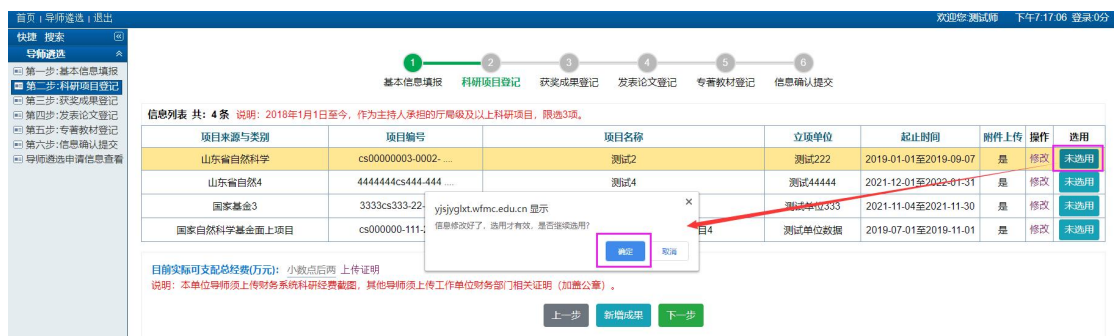 首页 | 导师遴选 | 退出
欢迎您:测试师 下午7:17:06 登录:0分
快捷 搜索
导师遴选
第一步:基本信息填报
第二步:科研项目登记
第三步:获奖成果登记
第四步:发表论文登记
第五步:专著教材登记
第六步:信息确认提交
导师遴选申请信息查看
1 2 3 4 5 6
基本信息填报 科研项目登记 获奖成果登记 发表论文登记 专著教材登记 信息确认提交
信息列表 共: 4 条 说明: 2018年1月1日至今,作为主持人承担的厅局级及以上科研项目,限选3项。
项目来源与类别 项目编号 项目名称 立项单位 起止时间 附件上传 操作 选用
山东省自然科学 cs00000003-0002- .... 测试2 测试222 2019-01-01至2019-09-07 是 修改 未选用
山东省自然4 4444444cs444-444 .... 测试4 测试44444 2021-12-01至2022-01-31 是 修改 未选用
国家基金3 3333cs333-22- 测试单位333 2021-11-04至2021-11-30 是 修改 未选用
国家自然科学基金面上项目 cs000000-111- 目4 测试单位数据 2019-07-01至2019-11-01 是 修改 未选用
yjsjyglxt.wfmc.edu.cn 显示
信息修改好了,选用才有效,是否继续选用?
确定 取消
目前实际可支配总经费(万元): 小数点后两 上传证明
说明:本单位导师须上传财务系统科研经费截图,其他导师须上传工作单位财务部门相关证明(加盖公章)。
上一步 新增成果 下一步